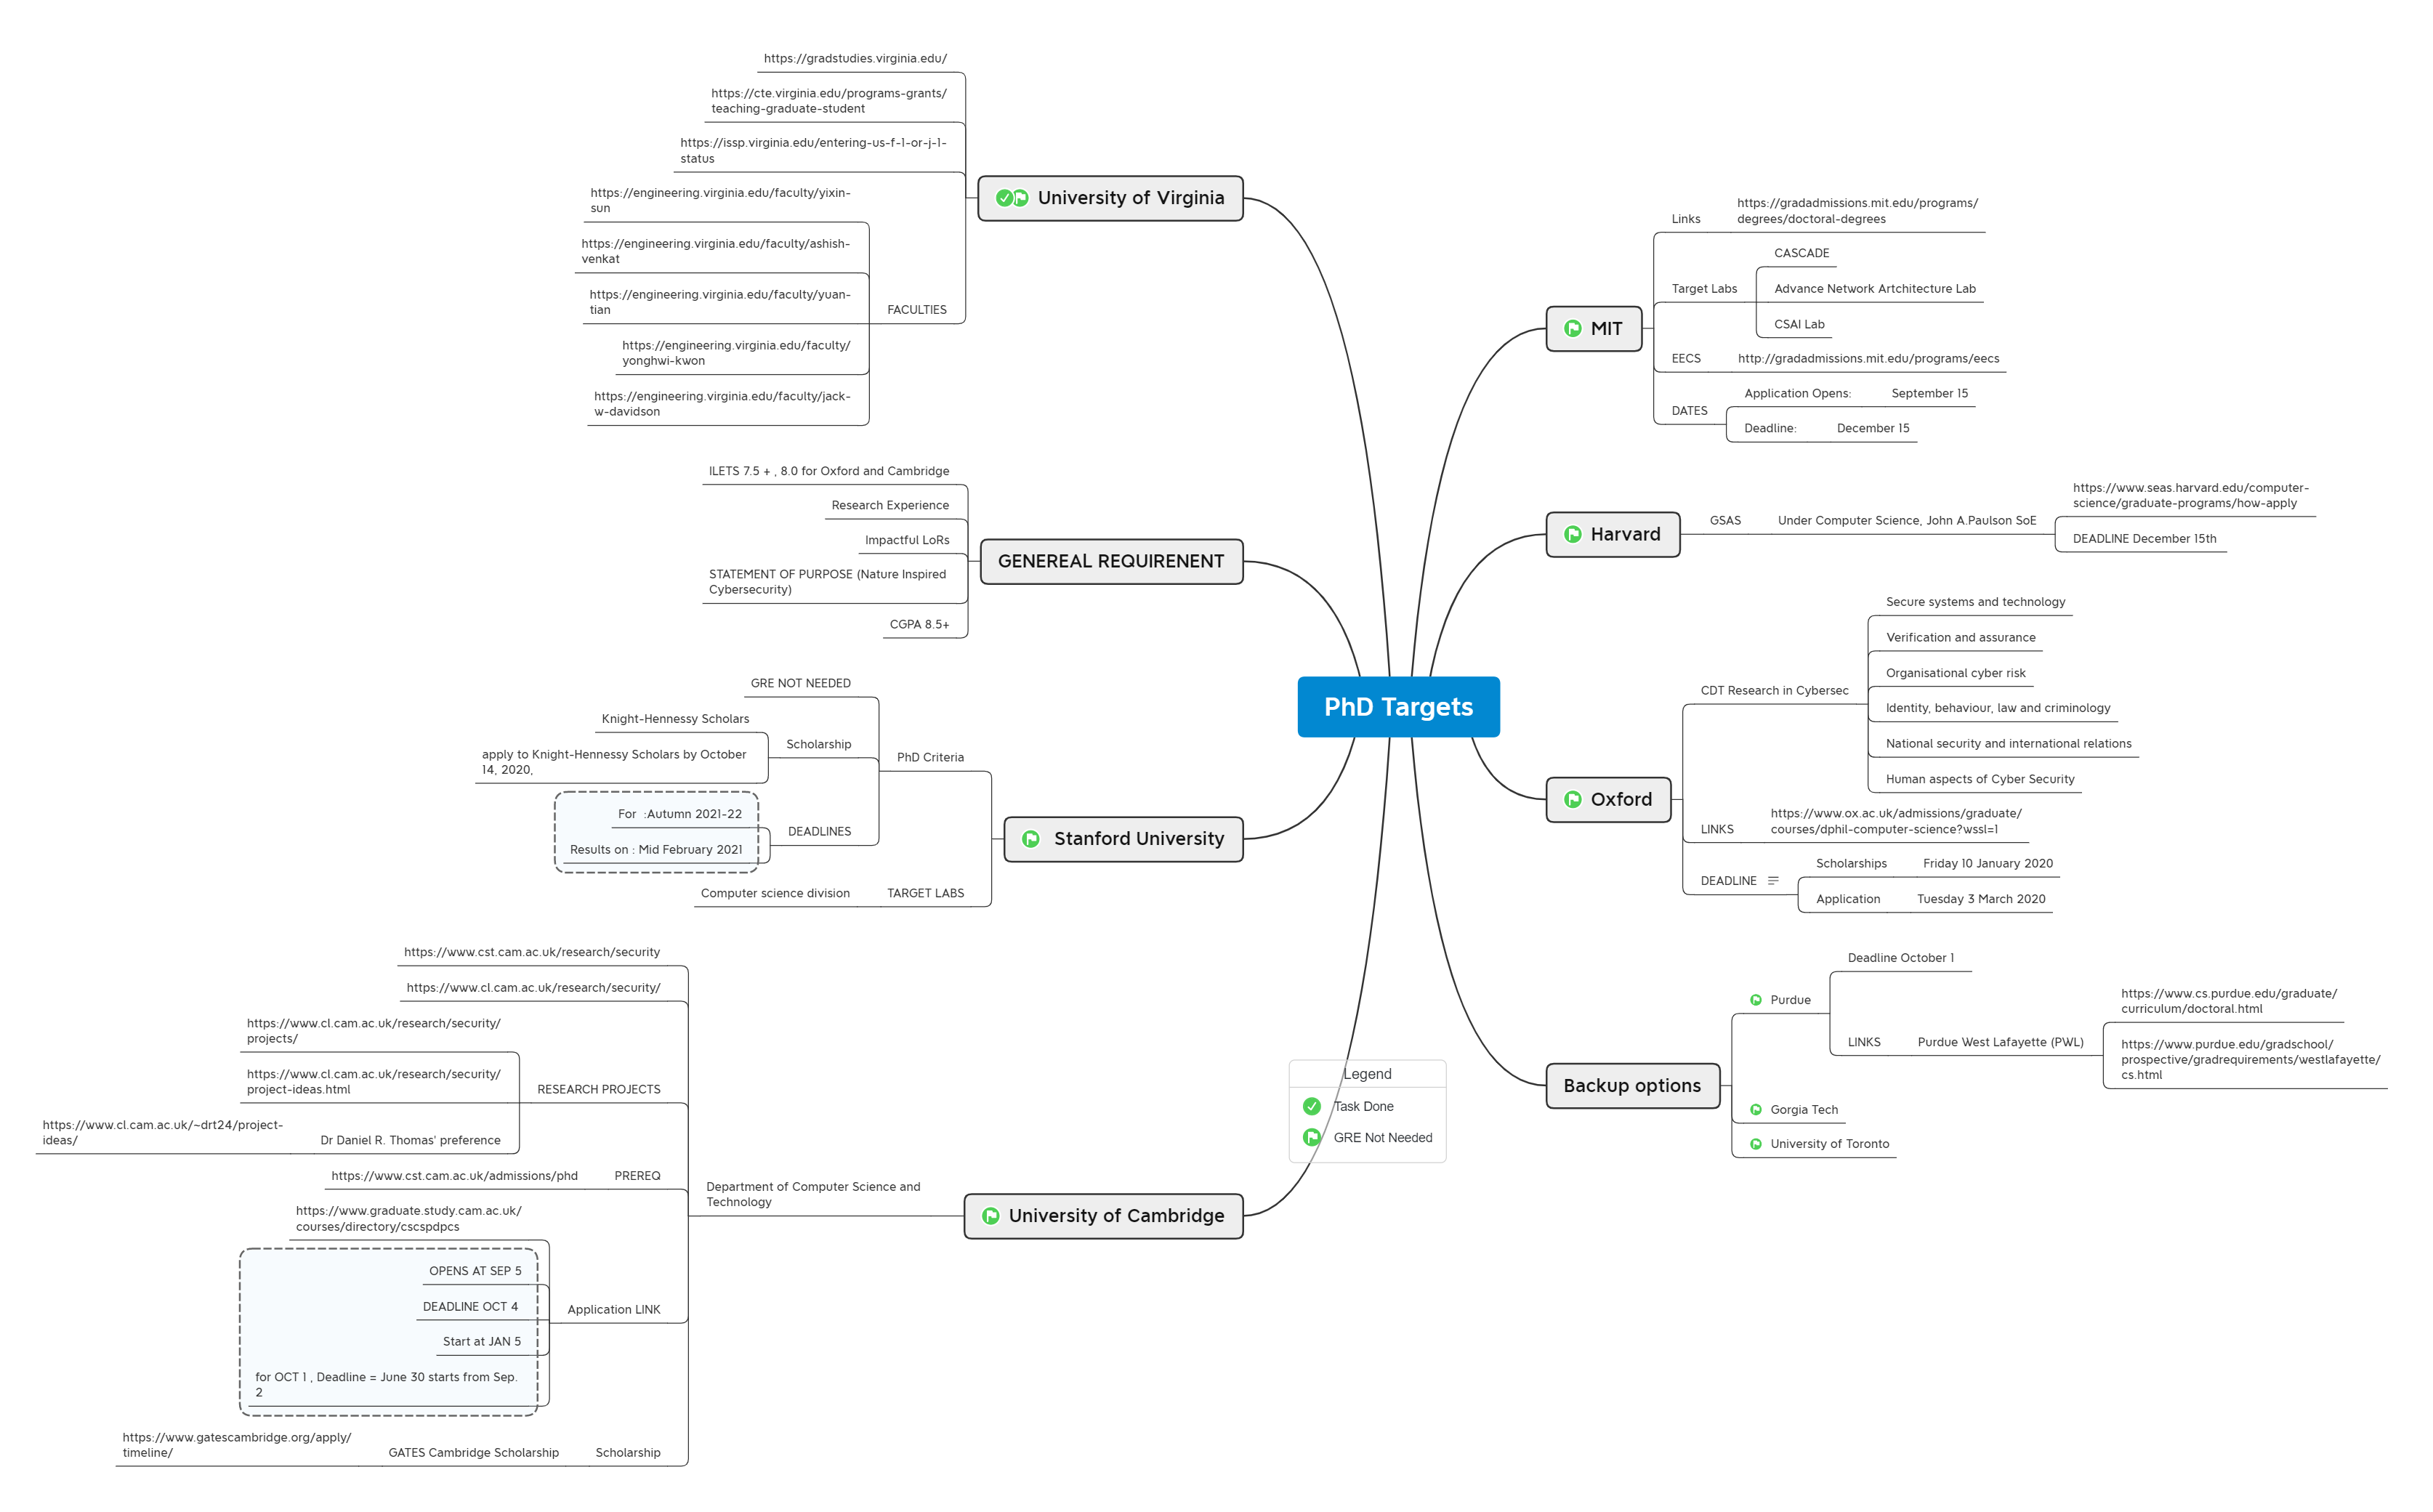 PhD Targets
University of Virginia
https://gradstudies.virginia.edu/
https://cte.virginia.edu/programs-grants/
teaching-graduate-student
https://issp.virginia.edu/entering-us-f-1-or-j-1-
status
FACULTIES
https://engineering.virginia.edu/faculty/yixin-
sun
https://engineering.virginia.edu/faculty/ashish-
venkat
https://engineering.virginia.edu/faculty/yuan-
tian
https://engineering.virginia.edu/faculty/
yonghwi-kwon
https://engineering.virginia.edu/faculty/jack-
w-davidson
GENEREAL REQUIRENENT
ILETS 7.5 + , 8.0 for Oxford and Cambridge
Research Experience
Impactful LoRs
STATEMENT OF PURPOSE (Nature Inspired
Cybersecurity)
CGPA 8.5+
Stanford University
PhD Criteria
GRE NOT NEEDED
Scholarship
Knight-Hennessy Scholars
apply to Knight-Hennessy Scholars by October
14, 2020,
DEADLINES
For :Autumn 2021-22
Results on : Mid February 2021
TARGET LABS
Computer science division
University of Cambridge
Department of Computer Science and
Technology
https://www.cst.cam.ac.uk/research/security
https://www.cl.cam.ac.uk/research/security/
RESEARCH PROJECTS
https://www.cl.cam.ac.uk/research/security/
projects/
https://www.cl.cam.ac.uk/research/security/
project-ideas.html
Dr Daniel R. Thomas' preference
https://www.cl.cam.ac.uk/~drt24/project-
ideas/
PREREQ
https://www.cst.cam.ac.uk/admissions/phd
Application LINK
https://www.graduate.study.cam.ac.uk/
courses/directory/cscspdpcs
OPENS AT SEP 5
DEADLINE OCT 4
Start at JAN 5
for OCT 1 , Deadline = June 30 starts from Sep.
2
Scholarship
GATES Cambridge Scholarship
https://www.gatescambridge.org/apply/
timeline/
MIT
Links
https://gradadmissions.mit.edu/programs/
degrees/doctoral-degrees
Target Labs
CASCADE
Advance Network Artchitecture Lab
CSAI Lab
EECS
http://gradadmissions.mit.edu/programs/eecs
DATES
Application Opens:
September 15
Deadline:
December 15
Harvard
GSAS
Under Computer Science, John A.Paulson SoE
https://www.seas.harvard.edu/computer-
science/graduate-programs/how-apply
DEADLINE December 15th
Oxford
CDT Research in Cybersec
Secure systems and technology
Verification and assurance
Organisational cyber risk
Identity, behaviour, law and criminology
National security and international relations
Human aspects of Cyber Security
LINKS
https://www.ox.ac.uk/admissions/graduate/
courses/dphil-computer-science?wssl=1
DEADLINE
Scholarships
Friday 10 January 2020
Application
Tuesday 3 March 2020
Backup options
Purdue
Deadline October 1
LINKS
Purdue West Lafayette (PWL)
https://www.cs.purdue.edu/graduate/
curriculum/doctoral.html
https://www.purdue.edu/gradschool/
prospective/gradrequirements/westlafayette/
cs.html
Gorgia Tech
University of Toronto
Legend
Task Done
GRE Not Needed